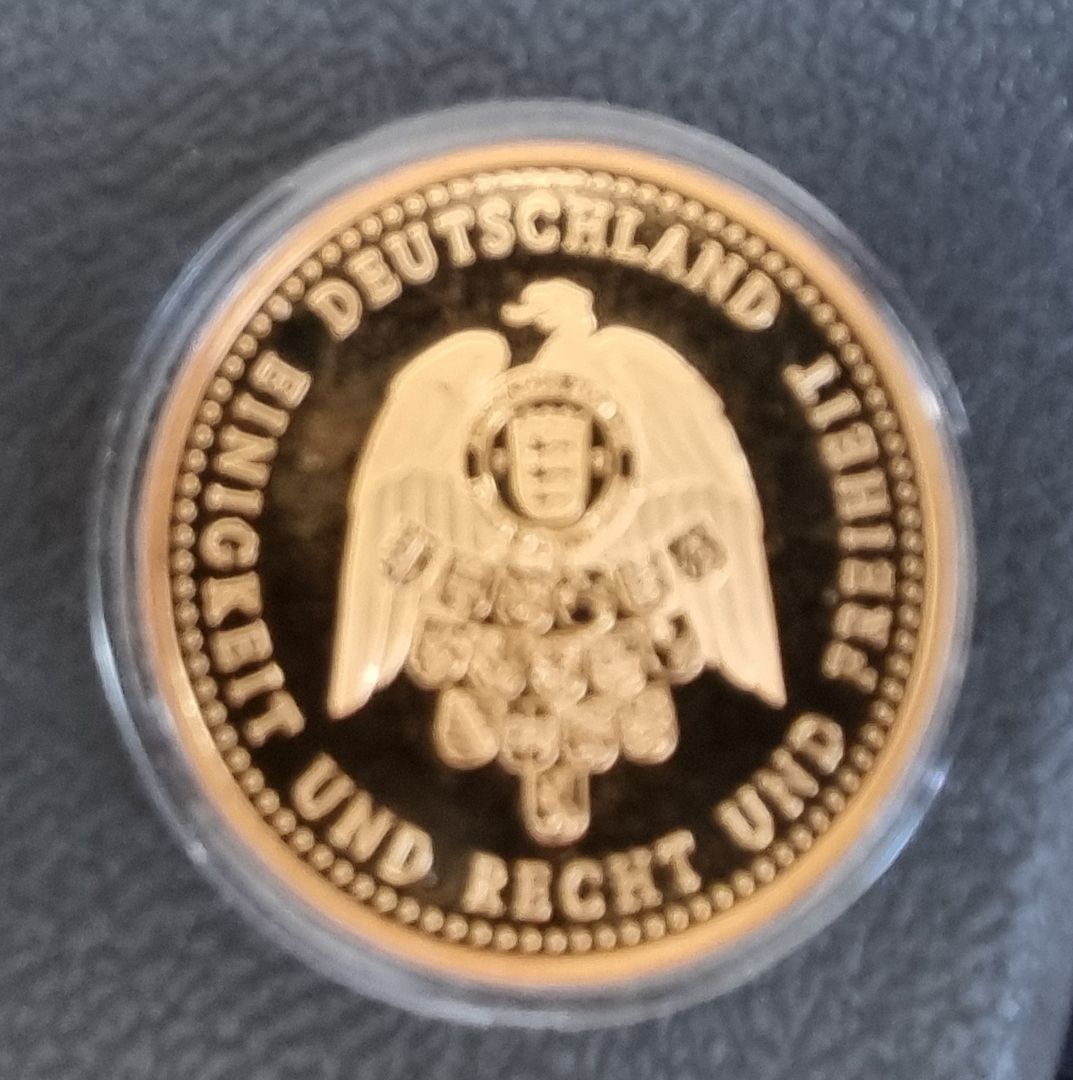 DEUTSCHLAND
EINIGKEIT UND RECHT UND FREIHEIT